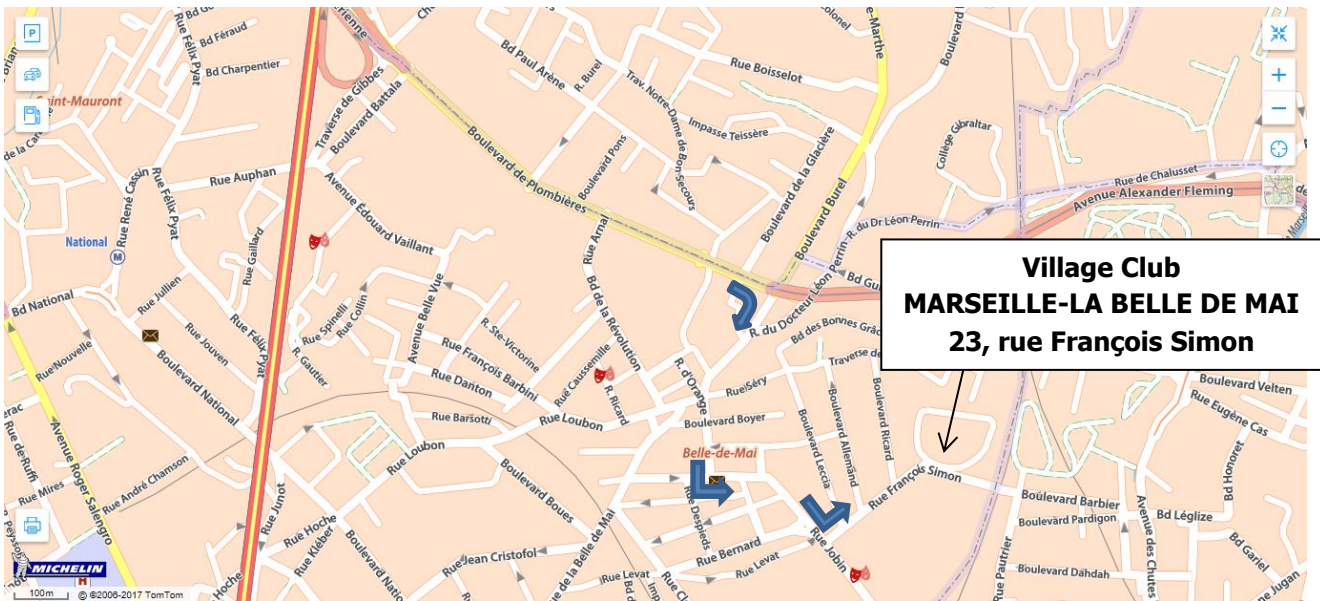 Village Club
MARSEILLE-LA BELLE DE MAI
23, rue François Simon
P
Rue Félix Pyat
Bd Féraud
Bd Charpentier
Saint-Mauront
Rue Auphan
Rue René Cassin
Rue Félix Pyat
National
M
Bd National
Rue Gaillard
Rue Jullien
Rue Jouven
Rue Félix Pyat
Rue Nouvelle
Boulevard National
Avenue Roger Salengro
Rue André Chamson
Rue de Ruffi
Rue Mires
Traverse de Gibbes
Boulevard Battala
Avenue Édouard Vaillant
Rue Spinelli
Rue Collin
R. Gautier
Avenue Belle Vue
R. Ste-Victorine
Rue François Barbini
Rue Danton
Rue Barsotti
Rue Loubon
Rue Loubon
Rue Caussemille
R. Ricard
Bd de la Révolution
Rue Arnal
Boulevard Pons
Boulevard de Plombières
Bd Paul Arène
R. Burel
Trav. Notre-Dame de Bon-Secours
Impasse Teissère
Rue Boisselot
Boulevard de la Glacière
Boulevard Burel
R. du Dr Léon Perrin
R. du Docteur Léon Perrin
Collège Gibraltar
Rue de Chalusset
Avenue Alexander Fleming
Bd des Bonnes Grâc
Traverse de
R. d'Orange
Rue Séry
Boulevard Boyer
Belle-de-Mai
Boulevard Leccia
Boulevard Allemand
Boulevard Ricard
Rue François Simon
Boulevard Barbier
Boulevard Pardigon
Boulevard Dahdah
Rue Pautrier
Avenue des Chutes
Bd Léglize
Bd Gariel
Bd Honoret
Boulevard Velten
Rue Eugène Cas
Rue Despieds
Rue Bernard
Rue Levat
Rue Levat
Rue Jobin
Boulevard Boues
Rue Jean Cristofol
Rue Hoche
Rue Kléber
Rue Junot
Hoche
MICHELIN
100m
© ©2006-2017 TomTom